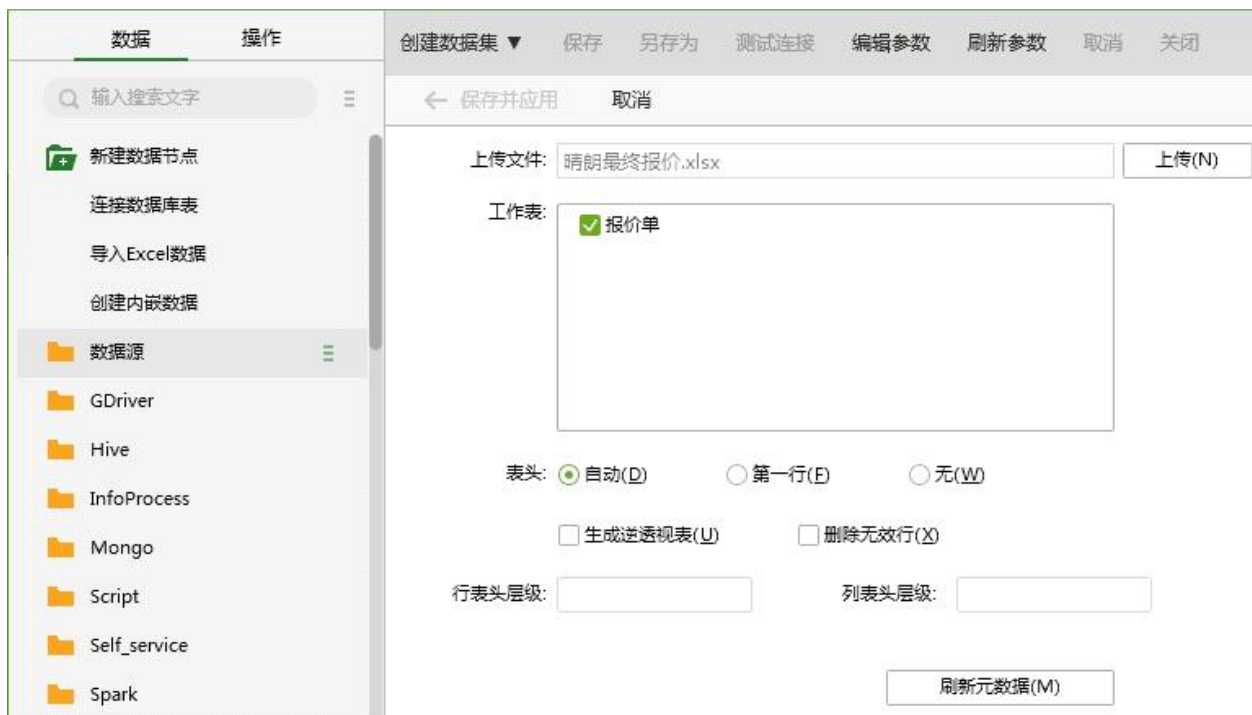 数据 操作
输入搜索文字
新建数据节点
连接数据库表
导入Excel数据
创建内嵌数据
数据源
GDriver
Hive
InfoProcess
Mongo
Script
Self_service
Spark
创建数据集 ▼ 保存 另存为 测试连接 编辑参数 刷新参数 取消 关闭
← 保存并应用 取消
上传文件: 晴朗最终报价.xlsx 上传(N)
工作表: 报价单
表头: 自动(D) 第一行(F) 无(W)
生成逆透视表(U) 删除无效行(X)
行表头层级: 列表头层级:
刷新元数据(M)